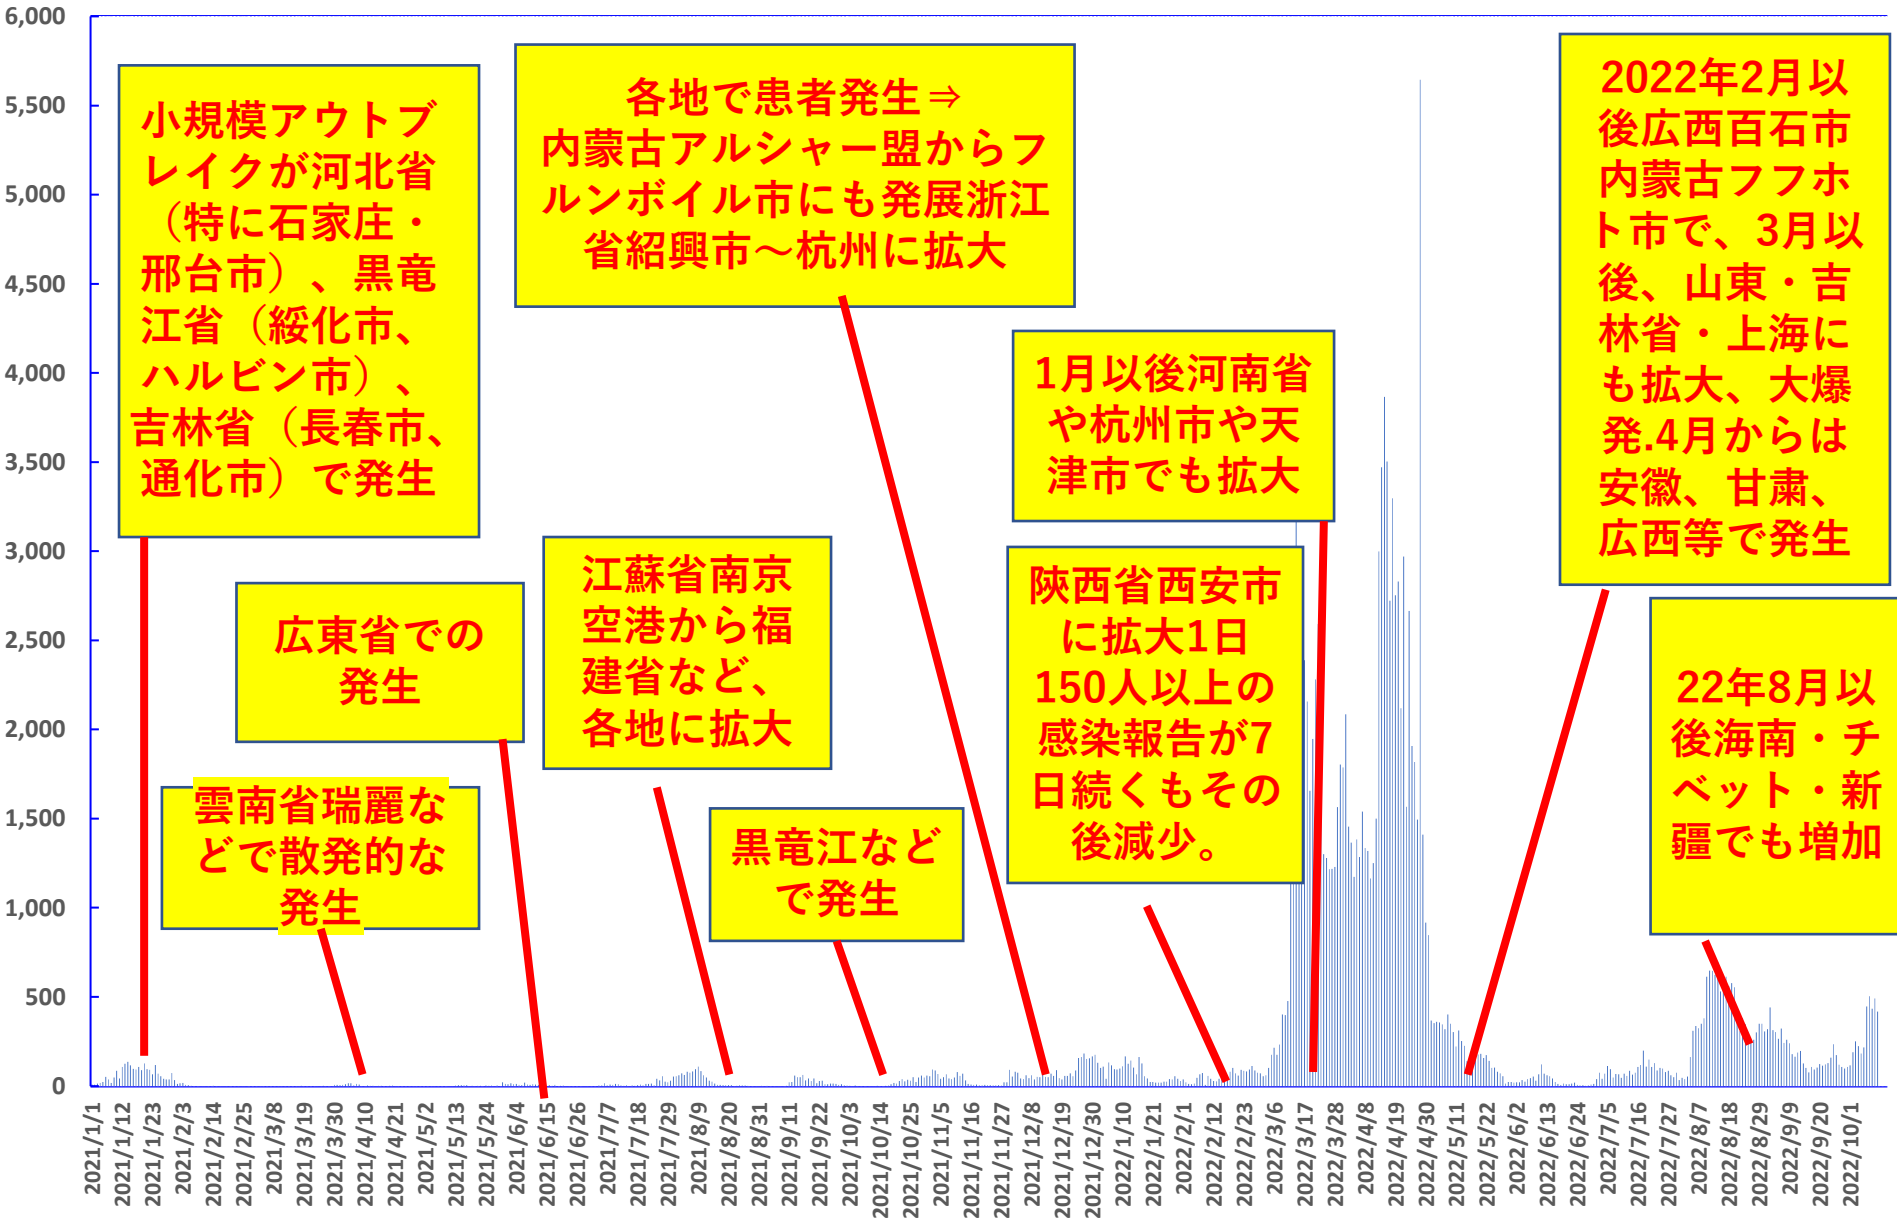 6,000
5,500
5,000
4,500
4,000
3,500
3,000
2,500
2,000
1,500
1,000
500
0
小規模アウトブ
レイクが河北省
（特に石家庄・
邢台市）、黒竜
江省（綏化市、
ハルビン市）、
吉林省（長春市、
通化市）で発生
各地で患者発生⇒
内蒙古アルシャー盟からフ
ルンボイル市にも発展浙江
省紹興市～杭州に拡大
2022年2月以
後広西百石市
内蒙古フフホ
ト市で、3月以
後、山東・吉
林省・上海に
も拡大、大爆
発.4月からは
安徽、甘粛、
広西等で発生
1月以後河南省
や杭州市や天
津市でも拡大
江蘇省南京
空港から福
建省など、
各地に拡大
陝西省西安市
に拡大1日
150人以上の
感染報告が7
日続くもその
後減少。
広東省での
発生
22年8月以
後海南・チ
ベット・新
疆でも増加
雲南省瑞麗な
どで散発的な
発生
黒竜江など
で発生
2021/1/1
2021/1/12
2021/1/23
2021/2/3
2021/2/14
2021/2/25
2021/3/8
2021/3/19
2021/3/30
2021/4/10
2021/4/21
2021/5/2
2021/5/13
2021/5/24
2021/6/4
2021/6/15
2021/6/26
2021/7/7
2021/7/18
2021/7/29
2021/8/9
2021/8/20
2021/8/31
2021/9/11
2021/9/22
2021/10/3
2021/10/14
2021/10/25
2021/11/5
2021/11/16
2021/11/27
2021/12/8
2021/12/19
2021/12/30
2022/1/10
2022/1/21
2022/2/1
2022/2/12
2022/2/23
2022/3/6
2022/3/17
2022/3/28
2022/4/8
2022/4/19
2022/4/30
2022/5/11
2022/5/22
2022/6/2
2022/6/13
2022/6/24
2022/7/5
2022/7/16
2022/7/27
2022/8/7
2022/8/18
2022/8/29
2022/9/9
2022/9/20
2022/10/1